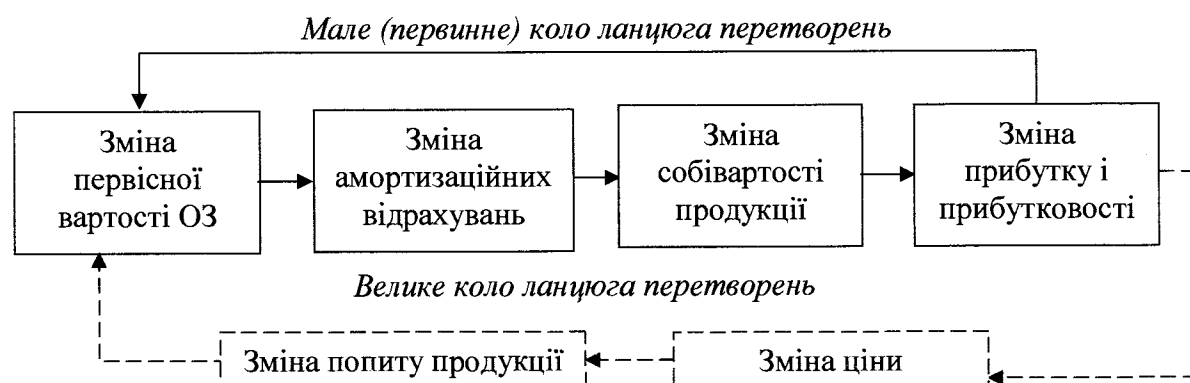 Мале (первинне) коло ланцюга перетворень
Зміна
первісної
вартості ОЗ
Зміна
амортизаційних
відрахувань
Зміна
собівартості
продукції
Зміна
прибутку і
прибутковості
Велике коло ланцюга перетворень
Зміна попиту продукції
Зміна ціни